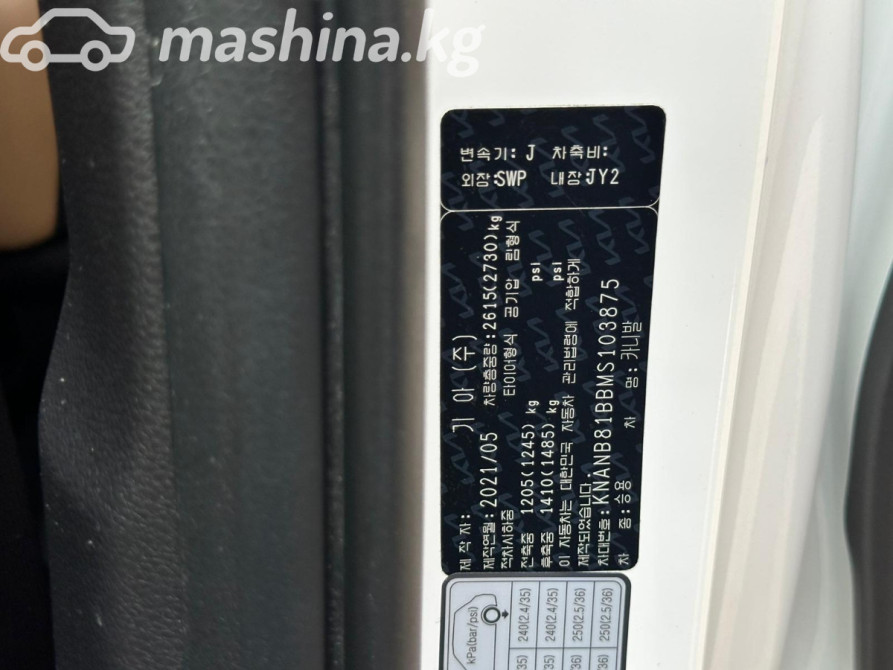 mashina.kg
변속기: J 차축비:
외장:SWP 내장:JY2
제 작 자: 기 아 (주)
제작연월: 2021/05 차량총중량: 2615(2730)kg
적차시하중 타이어형식 공기압 림형식
전축중 1205(1245) kg psi
후축중 1410(1485) kg psi
이 자동차는 대한민국 자동차 관리법령에 적합하게
제작되었습니다.
차대번호: KNANB81BBMS103875
차 종: 승용 차 명: 카니발
kPa(bar/psi)
240(2.4/35)
240(2.4/35)
250(2.5/36)
250(2.5/36)